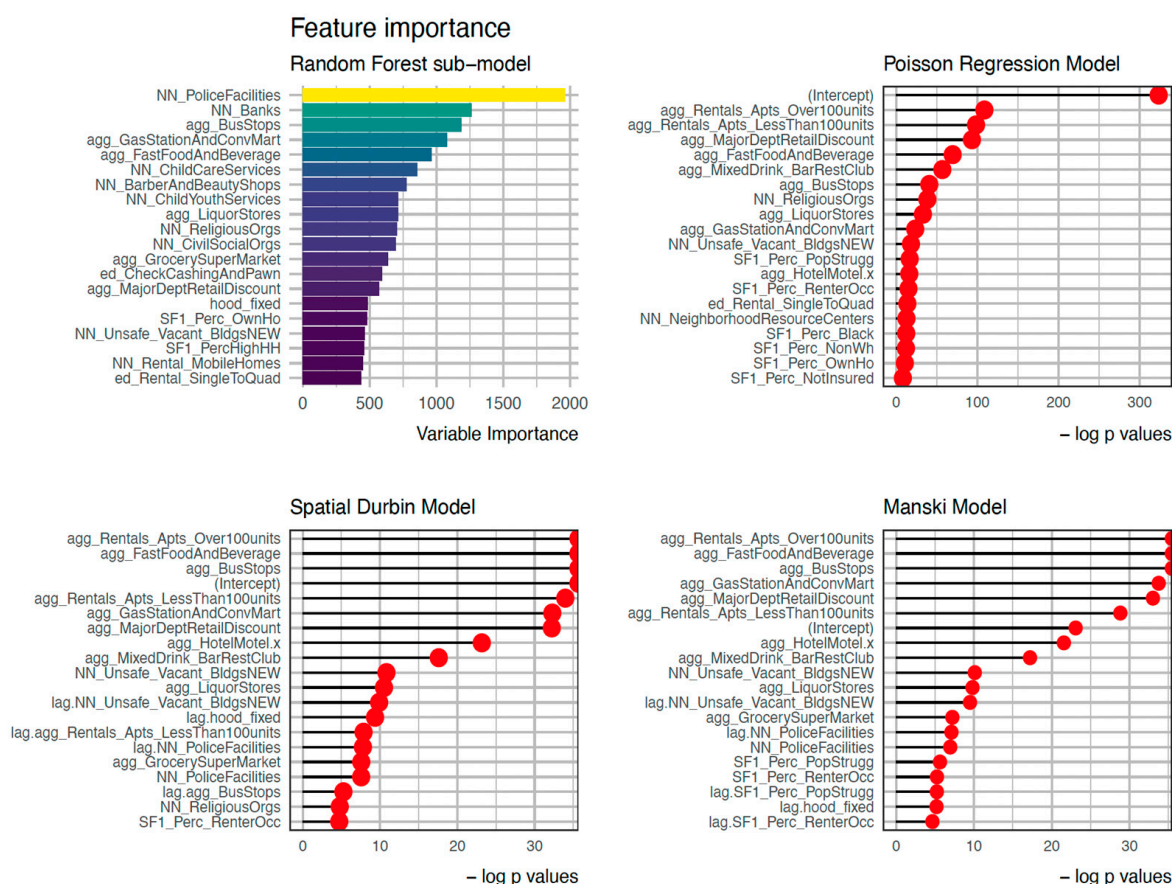 Feature importance
Random Forest sub-model
NN_PoliceFacilities
NN_Banks
agg_BusStops
agg_GasStationAndConvMart
agg_FastFoodAndBeverage
NN_ChildCareServices
NN_BarberAndBeautyShops
NN_ChildYouthServices
agg_LiquorStores
NN_ReligiousOrgs
NN_CivilSocialOrgs
agg_GrocerySuperMarket
ed_CheckCashingAndPawn
agg_MajorDeptRetailDiscount
hood_fixed
SF1_Perc_OwnHo
NN_Unsafe_Vacant_BldgsNEW
SF1_PercHighHH
NN_Rental_MobileHomes
ed_Rental_SingleToQuad
0 500 1000 1500 2000
Variable Importance
Poisson Regression Model
(Intercept)
agg_Rentals_Apts_Over100units
agg_Rentals_Apts_LessThan100units
agg_MajorDeptRetailDiscount
agg_FastFoodAndBeverage
agg_MixedDrink_BarRestClub
agg_BusStops
NN_ReligiousOrgs
agg_LiquorStores
agg_GasStationAndConvMart
NN_Unsafe_Vacant_BldgsNEW
SF1_Perc_PopStrugg
agg_HotelMotel.x
SF1_Perc_RenterOcc
ed_Rental_SingleToQuad
NN_NeighborhoodResourceCenters
SF1_Perc_Black
SF1_Perc_NonWh
SF1_Perc_OwnHo
SF1_Perc_NotInsured
0 100 200 300
- log p values
Spatial Durbin Model
agg_Rentals_Apts_Over100units
agg_FastFoodAndBeverage
agg_BusStops
(Intercept)
agg_Rentals_Apts_LessThan100units
agg_GasStationAndConvMart
agg_MajorDeptRetailDiscount
agg_HotelMotel.x
agg_MixedDrink_BarRestClub
NN_Unsafe_Vacant_BldgsNEW
agg_LiquorStores
lag.NN_Unsafe_Vacant_BldgsNEW
lag.hood_fixed
lag.agg_Rentals_Apts_LessThan100units
lag.NN_PoliceFacilities
agg_GrocerySuperMarket
NN_PoliceFacilities
lag.agg_BusStops
NN_ReligiousOrgs
SF1_Perc_RenterOcc
0 10 20 30
- log p values
Manski Model
agg_Rentals_Apts_Over100units
agg_FastFoodAndBeverage
agg_BusStops
agg_GasStationAndConvMart
agg_MajorDeptRetailDiscount
agg_Rentals_Apts_LessThan100units
(Intercept)
agg_HotelMotel.x
agg_MixedDrink_BarRestClub
NN_Unsafe_Vacant_BldgsNEW
agg_LiquorStores
lag.NN_Unsafe_Vacant_BldgsNEW
agg_GrocerySuperMarket
lag.NN_PoliceFacilities
NN_PoliceFacilities
SF1_Perc_PopStrugg
SF1_Perc_RenterOcc
lag.SF1_Perc_PopStrugg
lag.hood_fixed
lag.SF1_Perc_RenterOcc
0 10 20 30
- log p values